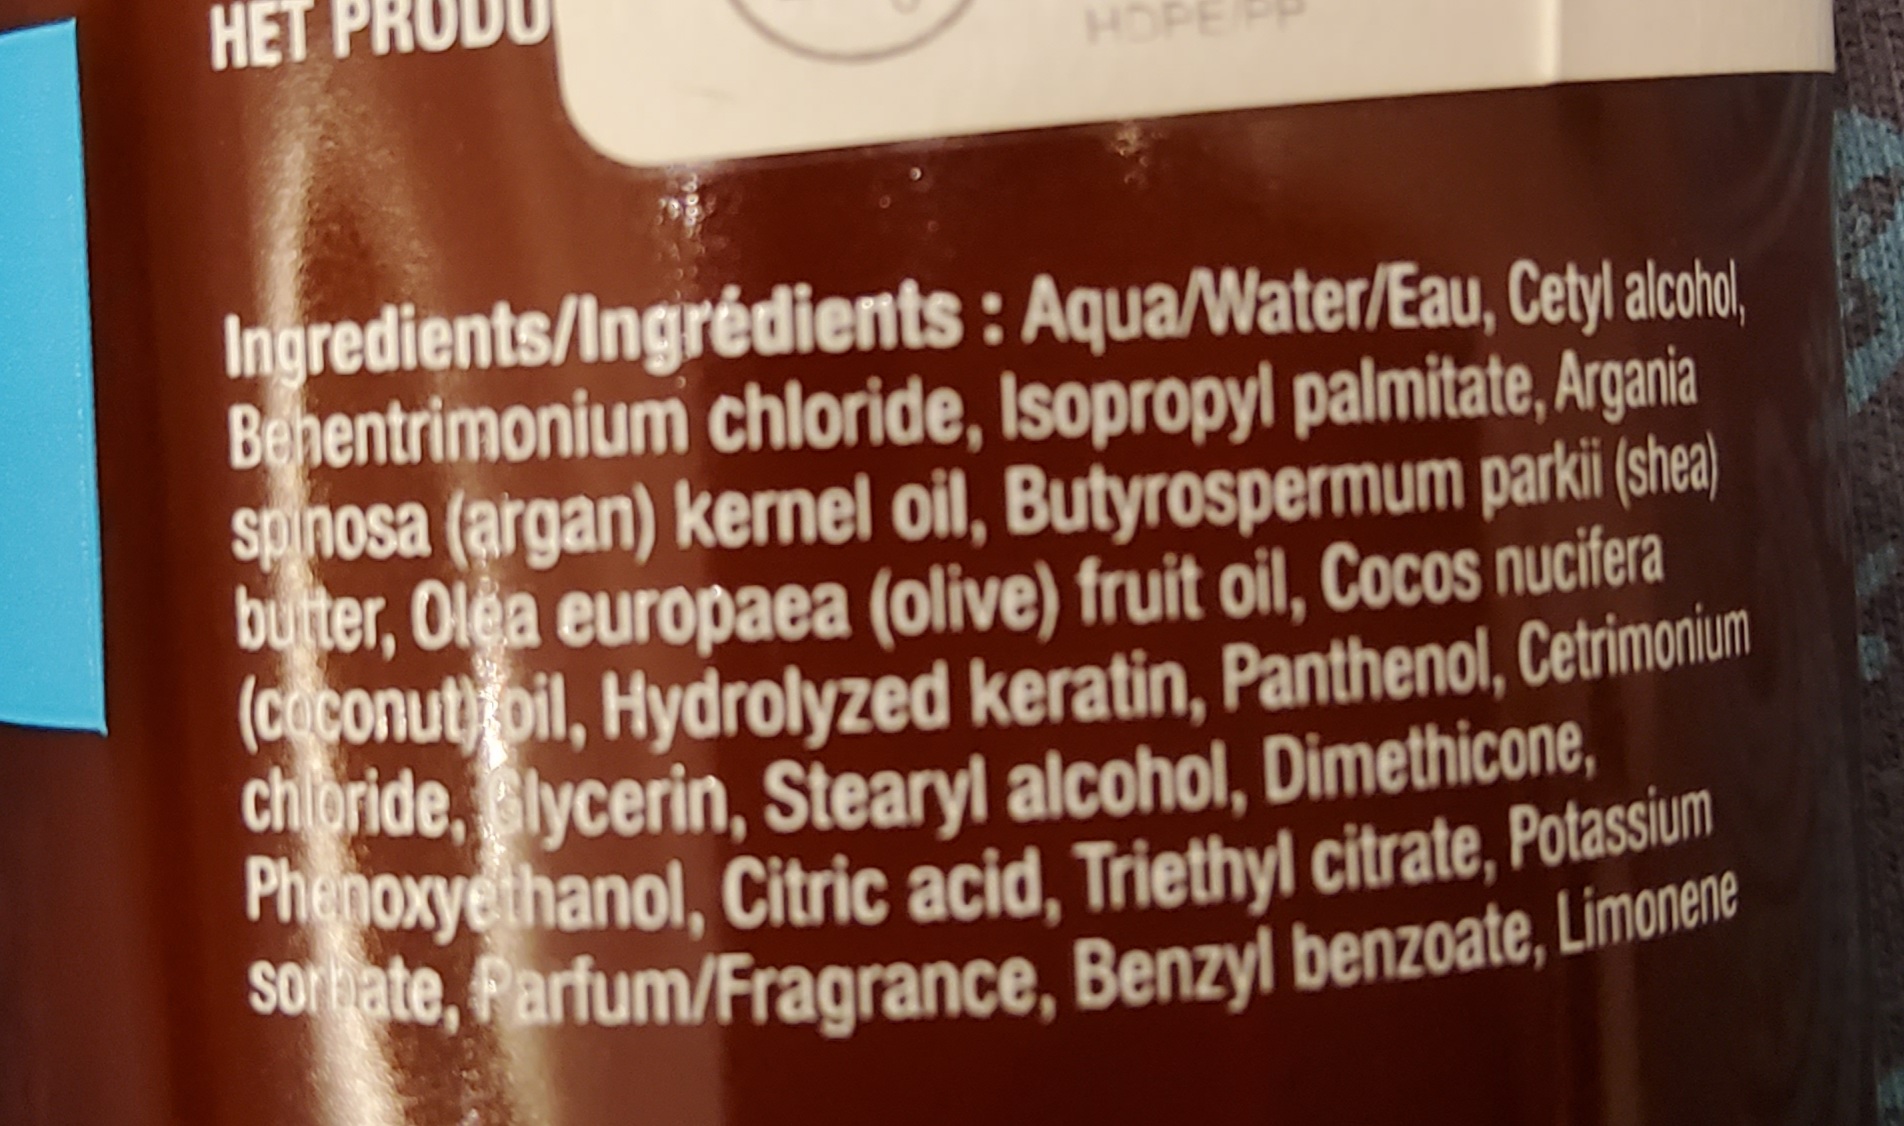 HET PRODU
HDPE/PP
Ingredients/Ingrédients : Aqua/Water/Eau, Cetyl alcohol,
Behentrimonium chloride, Isopropyl palmitate, Argania
spinosa (argan) kernel oil, Butyrospermum parkii (shea)
butter, Olea europaea (olive) fruit oil, Cocos nucifera
(coconut) oil, Hydrolyzed keratin, Panthenol, Cetrimonium
chloride, Glycerin, Stearyl alcohol, Dimethicone,
Phenoxyethanol, Citric acid, Triethyl citrate, Potassium
sorbate, Parfum/Fragrance, Benzyl benzoate, Limonene